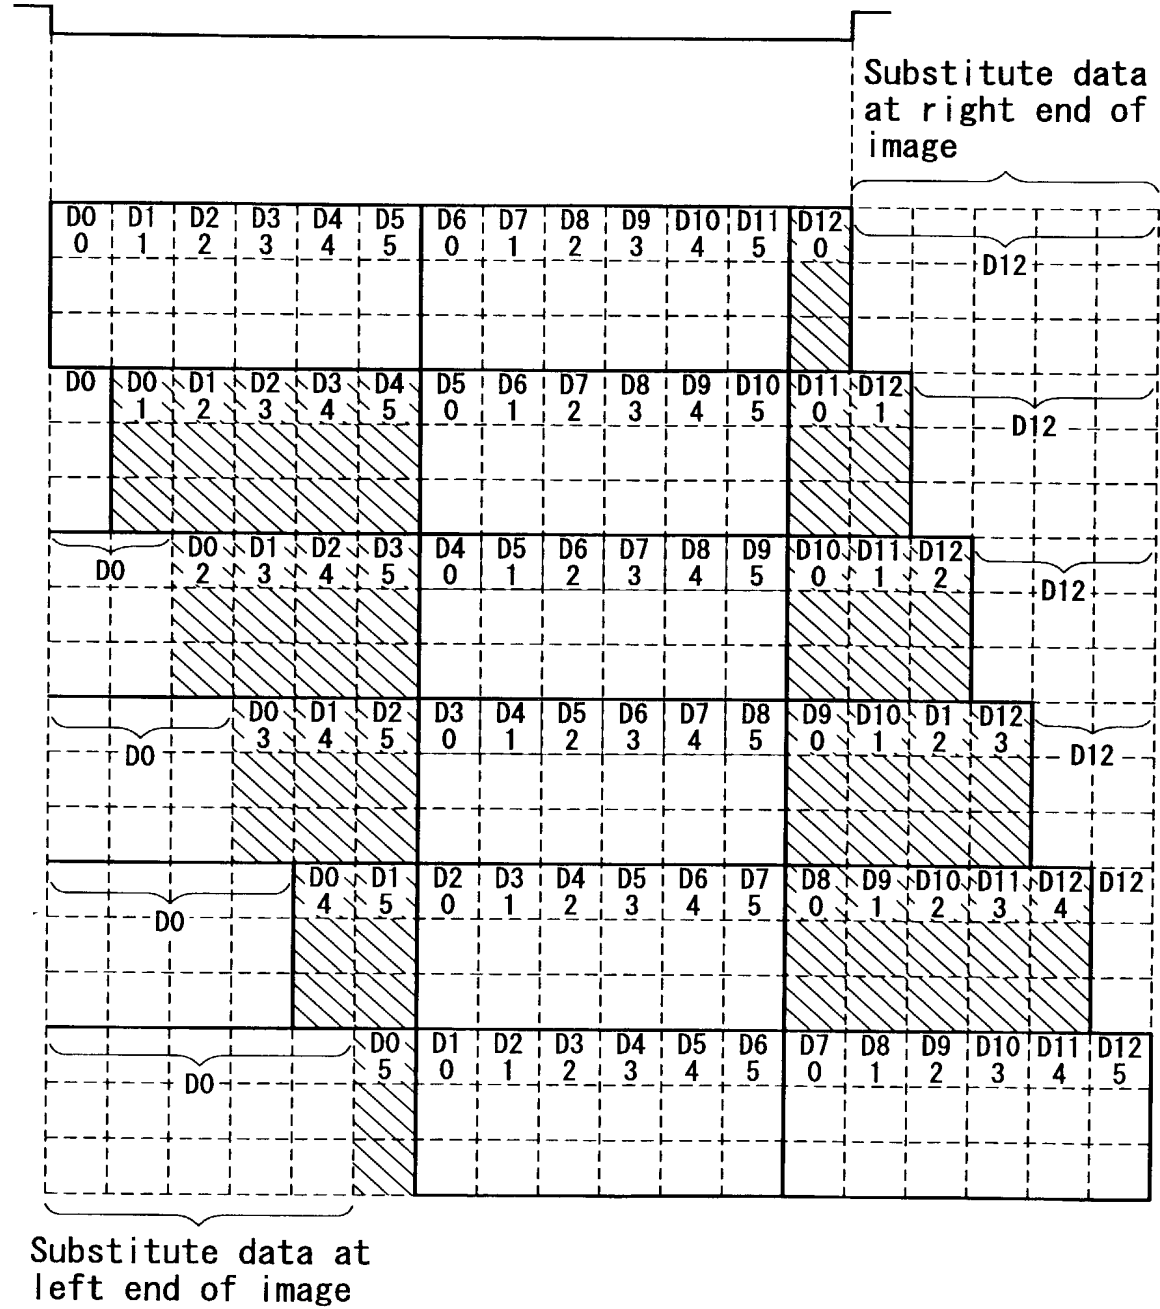 Substitute data
at right end of
image
D0 D1 D2 D3 D4 D5 D6 D7 D8 D9 D10 D11 D12
0 1 2 3 4 5 0 1 2 3 4 5 0
D12
D0 D0 D1 D2 D3 D4 D5 D6 D7 D8 D9 D10 D11 D12
1 2 3 4 5 0 1 2 3 4 5 0 1
D12
D0 D1 D2 D3 D4 D5 D6 D7 D8 D9 D10 D11 D12
D0 2 3 4 5 0 1 2 3 4 5 0 1 2
D12
D0 D1 D2 D3 D4 D5 D6 D7 D8 D9 D10 D1 D12
3 4 5 0 1 2 3 4 5 0 1 2 3
D0 D12
D0 D1 D2 D3 D4 D5 D6 D7 D8 D9 D10 D11 D12 D12
4 5 0 1 2 3 4 5 0 1 2 3 4
D0
D0 D1 D2 D3 D4 D5 D6 D7 D8 D9 D10 D11 D12
5 0 1 2 3 4 5 0 1 2 3 4 5
D0
Substitute data at
left end of image